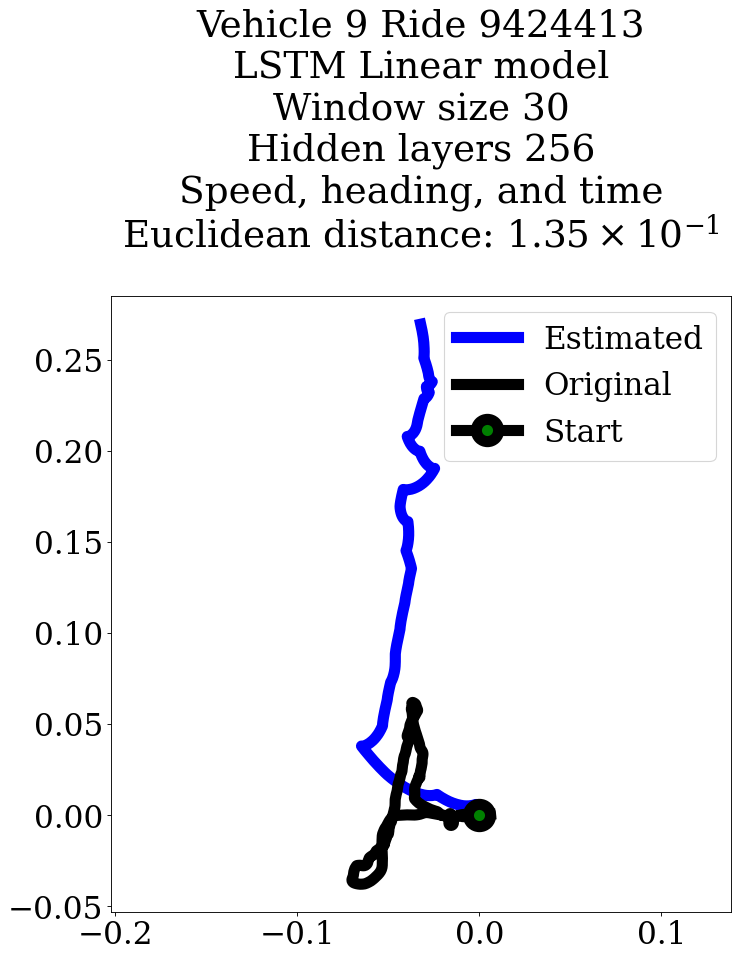 Vehicle 9 Ride 9424413
LSTM Linear model
Window size 30
Hidden layers 256
Speed, heading, and time
Euclidean distance: 1.35 × 10⁻¹
Estimated
Original
Start
0.25
0.20
0.15
0.10
0.05
0.00
−0.05
−0.2
−0.1
0.0
0.1